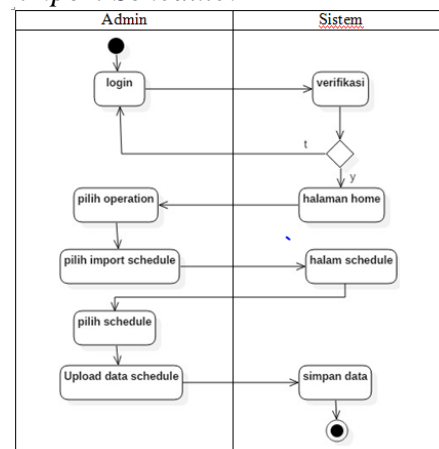 Admin
Sistem
login
verifikasi
t
y
pilih operation
halaman home
pilih import schedule
halam schedule
pilih schedule
Upload data schedule
simpan data